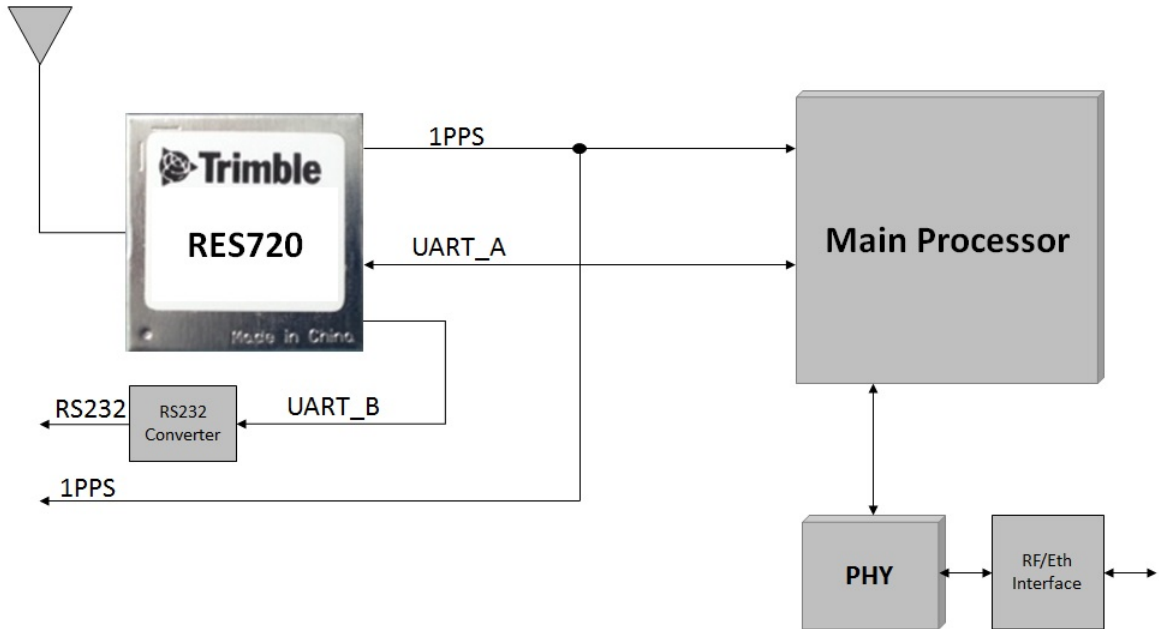 1PPS
Trimble
RES720
Main Processor
UART_A
Made in China
RS232
RS232
Converter
UART_B
1PPS
PHY
RF/Eth
Interface